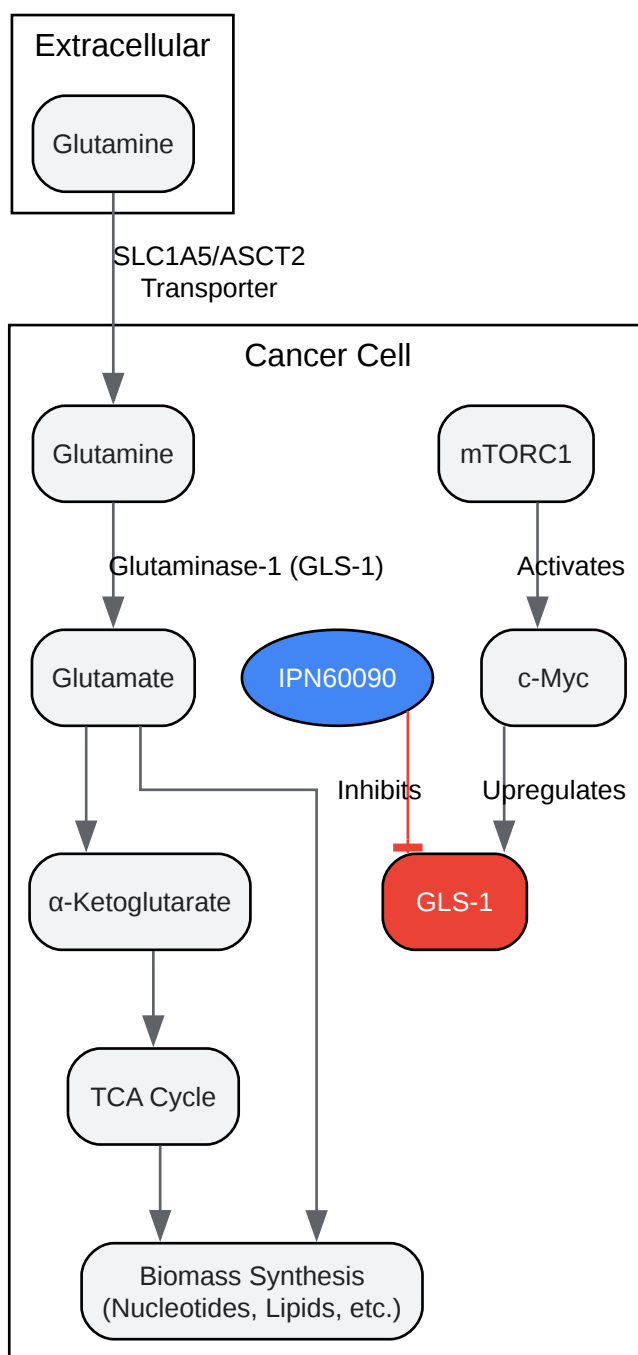 Extracellular
Glutamine
SLC1A5/ASCT2
Transporter
Cancer Cell
Glutamine
mTORC1
Glutaminase-1 (GLS-1)
Activates
Glutamate
IPN60090
c-Myc
Inhibits
Upregulates
α-Ketoglutarate
GLS-1
TCA Cycle
Biomass Synthesis
(Nucleotides, Lipids, etc.)